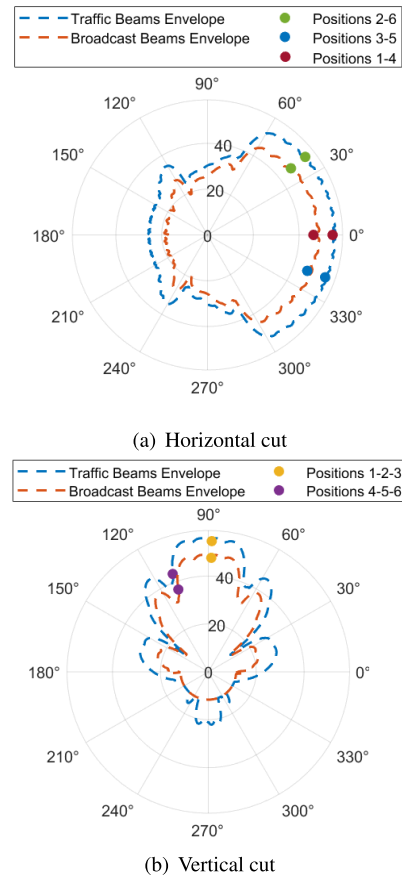 Traffic Beams Envelope
Positions 2-6
Broadcast Beams Envelope
Positions 3-5
Positions 1-4
90°
120°
60°
150°
40
30°
20
180°
0
0°
210°
330°
240°
300°
270°
(a) Horizontal cut
Traffic Beams Envelope
Positions 1-2-3
Broadcast Beams Envelope
Positions 4-5-6
90°
120°
60°
150°
40
30°
20
180°
0
0°
210°
330°
240°
300°
270°
(b) Vertical cut